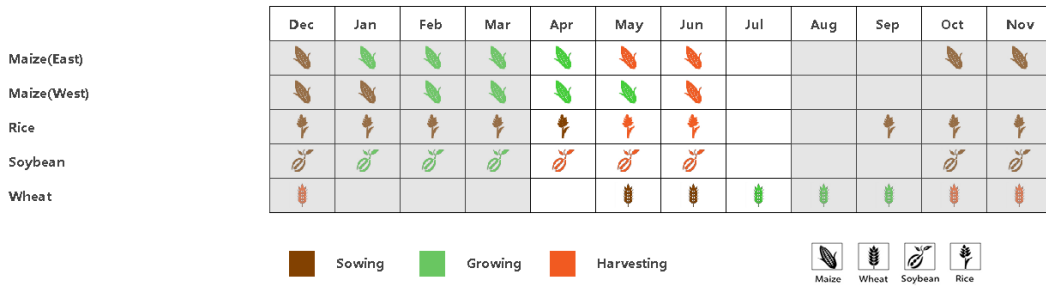 Dec Jan Feb Mar Apr May Jun Jul Aug Sep Oct Nov
Maize(East)
Maize(West)
Rice
Soybean
Wheat
Sowing Growing Harvesting
Maize Wheat Soybean Rice